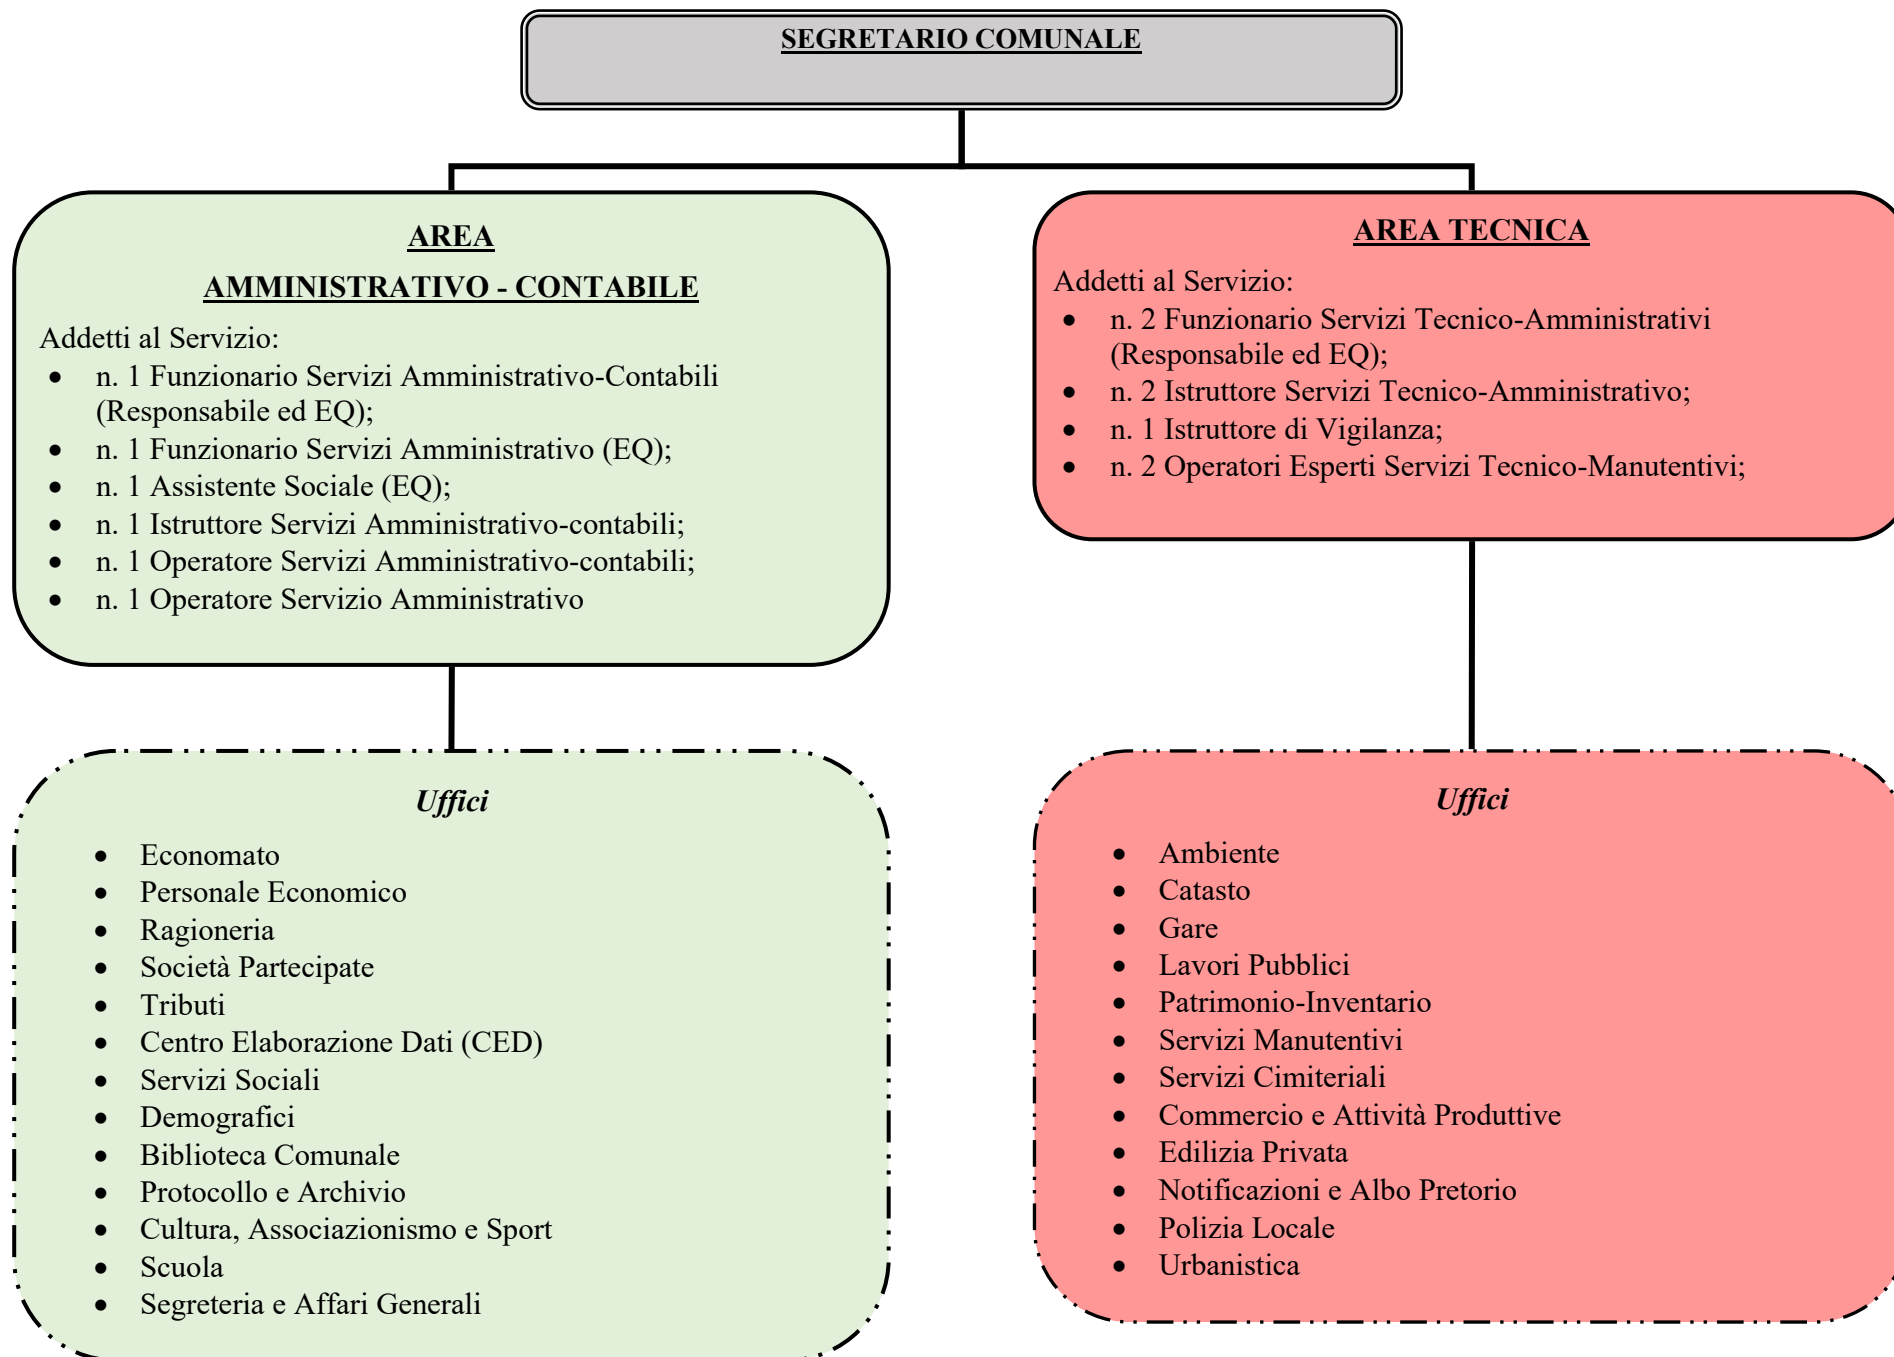 SEGRETARIO COMUNALE
AREA
AMMINISTRATIVO - CONTABILE
Addetti al Servizio:
• n. 1 Funzionario Servizi Amministrativo-Contabili
(Responsabile ed EQ);
• n. 1 Funzionario Servizi Amministrativo (EQ);
• n. 1 Assistente Sociale (EQ);
• n. 1 Istruttore Servizi Amministrativo-contabili;
• n. 1 Operatore Servizi Amministrativo-contabili;
• n. 1 Operatore Servizio Amministrativo
AREA TECNICA
Addetti al Servizio:
• n. 2 Funzionario Servizi Tecnico-Amministrativi
(Responsabile ed EQ);
• n. 2 Istruttore Servizi Tecnico-Amministrativo;
• n. 1 Istruttore di Vigilanza;
• n. 2 Operatori Esperti Servizi Tecnico-Manutentivi;
Uffici
• Economato
• Personale Economico
• Ragioneria
• Società Partecipate
• Tributi
• Centro Elaborazione Dati (CED)
• Servizi Sociali
• Demografici
• Biblioteca Comunale
• Protocollo e Archivio
• Cultura, Associazionismo e Sport
• Scuola
• Segreteria e Affari Generali
Uffici
• Ambiente
• Catasto
• Gare
• Lavori Pubblici
• Patrimonio-Inventario
• Servizi Manutentivi
• Servizi Cimiteriali
• Commercio e Attività Produttive
• Edilizia Privata
• Notificazioni e Albo Pretorio
• Polizia Locale
• Urbanistica